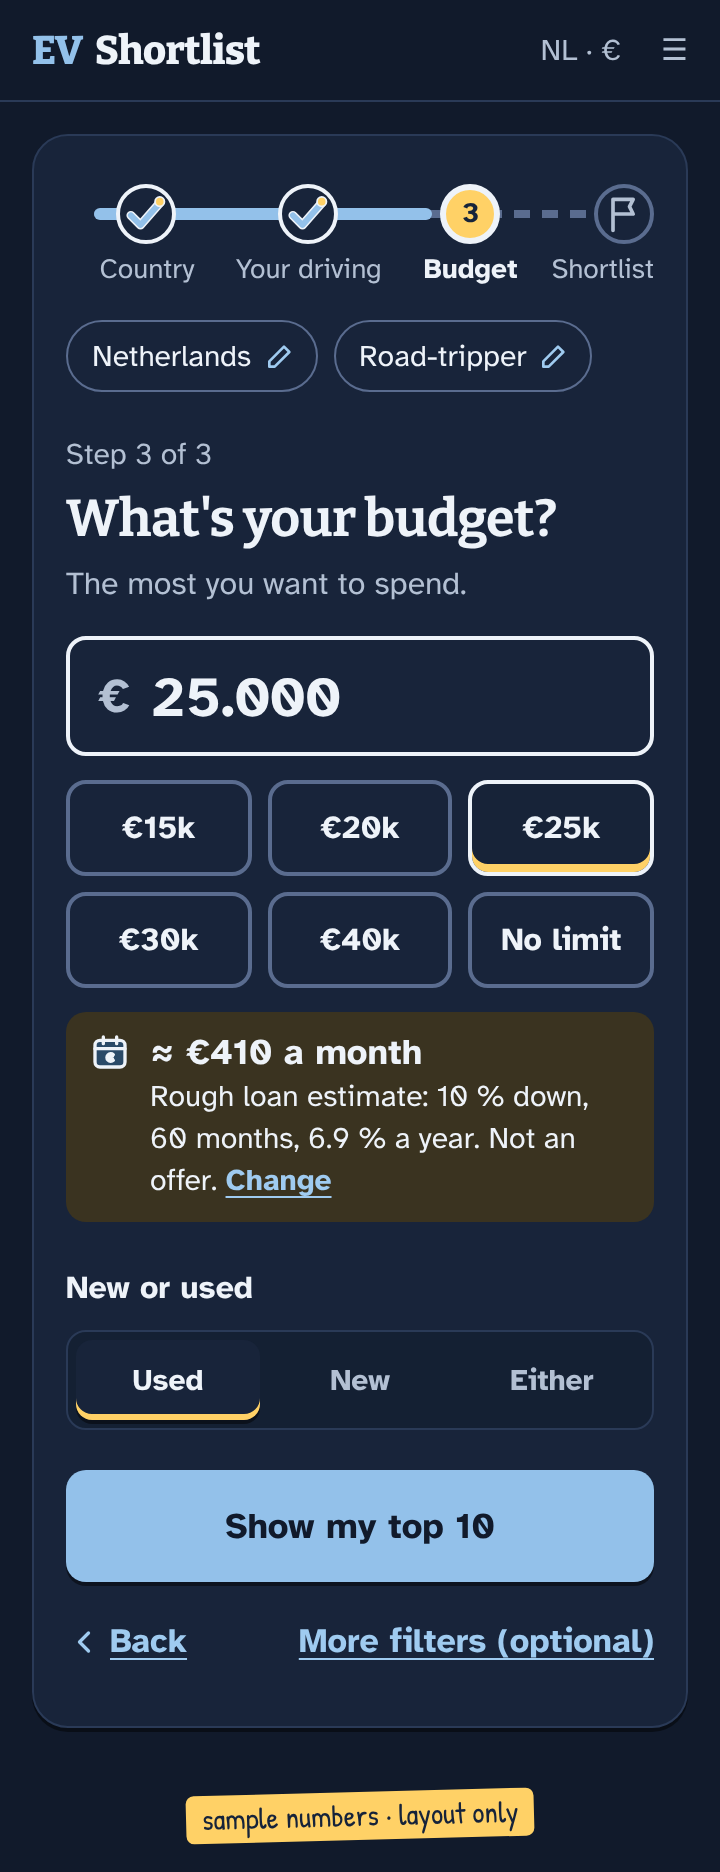 EV Shortlist
NL · €
3
Country
Your driving
Budget
Shortlist
Netherlands
Road-tripper
Step 3 of 3
What's your budget?
The most you want to spend.
€ 25.000
€15k
€20k
€25k
€30k
€40k
No limit
≈ €410 a month
Rough loan estimate: 10 % down,
60 months, 6.9 % a year. Not an
offer. Change
New or used
Used
New
Either
Show my top 10
Back
More filters (optional)
sample numbers · layout only